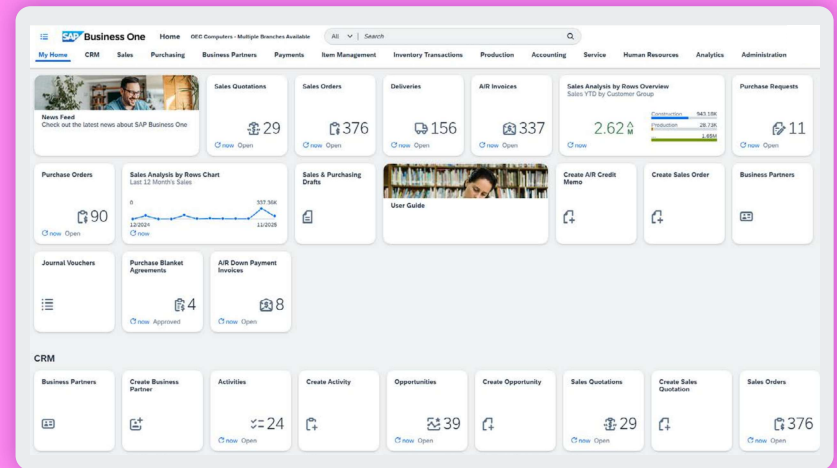 SAP Business One Home OEC Computers - Multiple Branches Available All Search
My Home CRM Sales Purchasing Business Partners Payments Item Management Inventory Transactions Production Accounting Service Human Resources Analytics Administration
News Feed
Check out the latest news about SAP Business One
Sales Quotations
29
now Open
Sales Orders
376
now Open
Deliveries
156
now Open
A/R Invoices
337
now Open
Sales Analysis by Rows Overview
Sales YTD by Customer Group
2.62 M
now
Construction 943.18K
Production 28.73K
1.65M
Purchase Requests
11
now Open
Purchase Orders
90
now Open
Sales Analysis by Rows Chart
Last 12 Month's Sales
0 337.39K
12/2024 11/2025
now
Sales & Purchasing
Drafts
User Guide
Create A/R Credit
Memo
Create Sales Order
Business Partners
Journal Vouchers
Purchase Blanket
Agreements
4
now Approved
A/R Down Payment
Invoices
8
now Open
CRM
Business Partners
Create Business
Partner
Activities
24
now Open
Create Activity
Opportunities
39
now Open
Create Opportunity
Sales Quotations
29
now Open
Create Sales
Quotation
Sales Orders
376
now Open